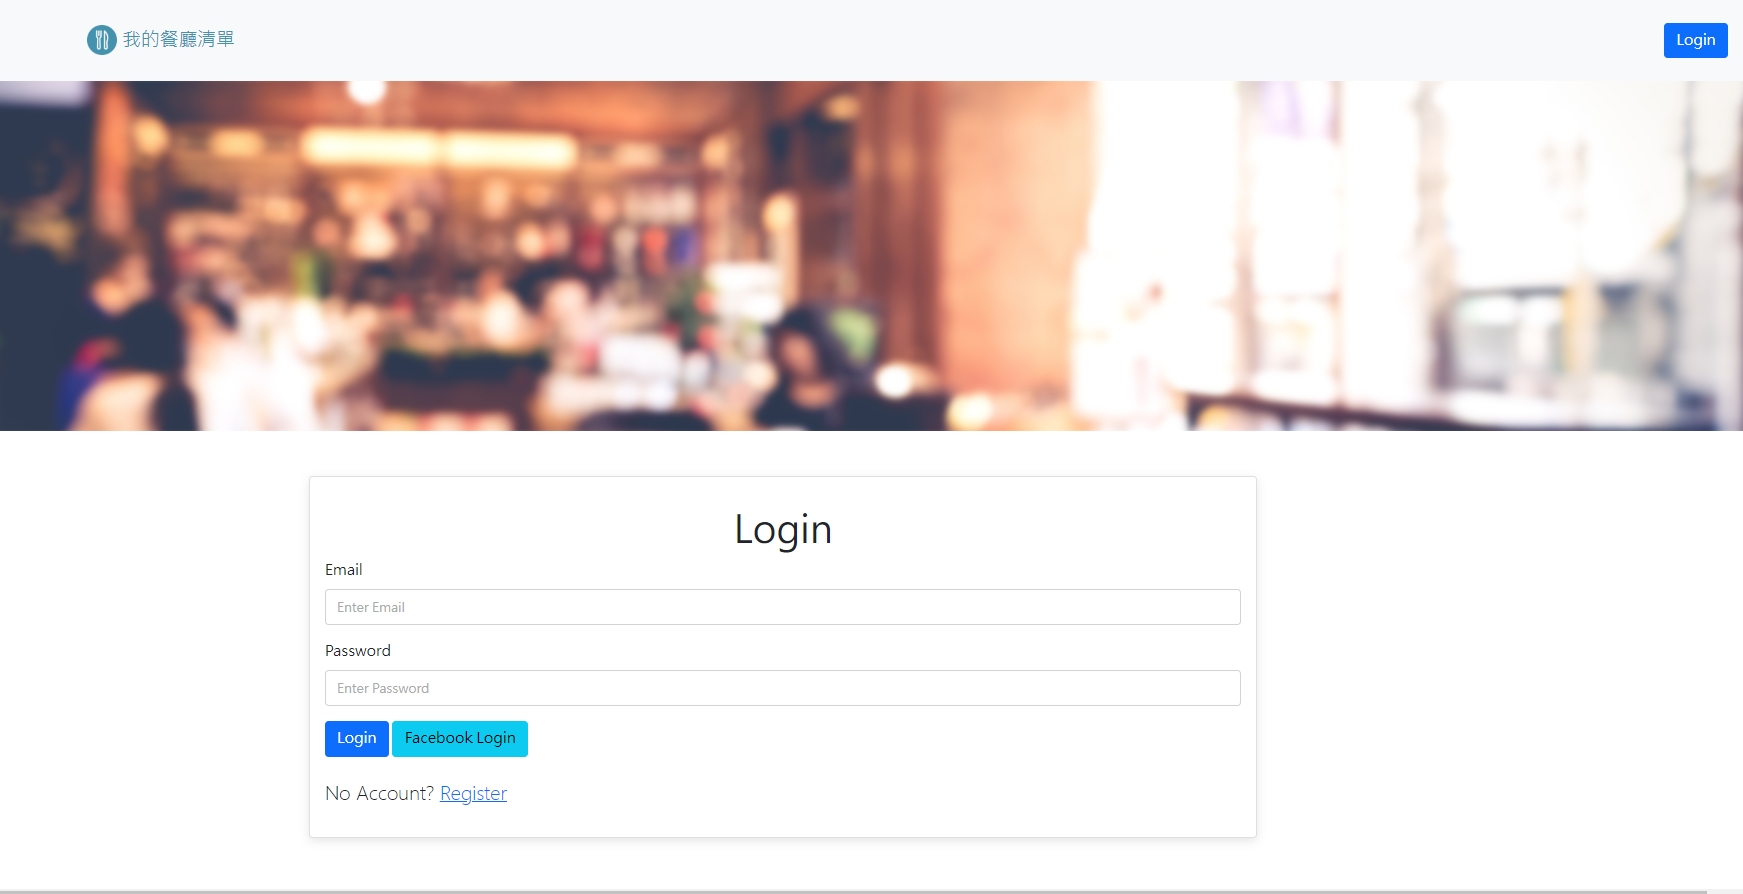 我的餐廳清單
Login
Login
Email
Enter Email
Password
Enter Password
Login Facebook Login
No Account? Register